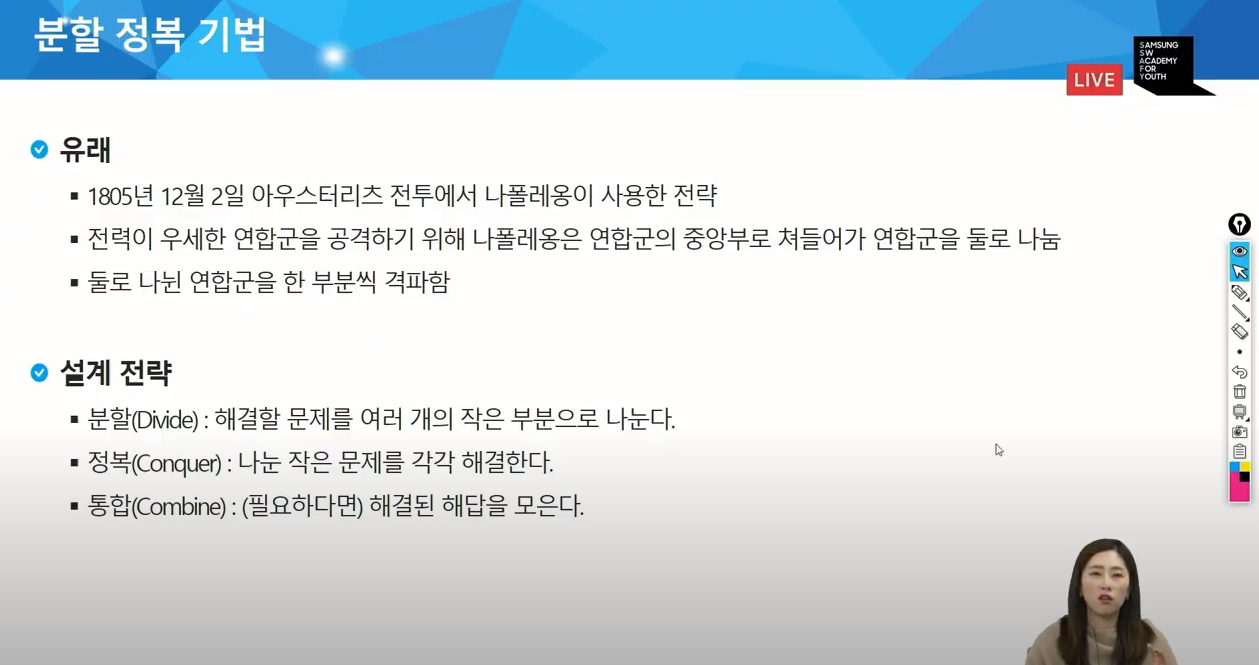 분할 정복 기법
LIVE
SAMSUNG
SW
ACADEMY
FOR
YOUTH
유래
1805년 12월 2일 아우스터리츠 전투에서 나폴레옹이 사용한 전략
전력이 우세한 연합군을 공격하기 위해 나폴레옹은 연합군의 중앙부로 쳐들어가 연합군을 둘로 나눔
둘로 나뉜 연합군을 한 부분씩 격파함
설계 전략
분할(Divide) : 해결할 문제를 여러 개의 작은 부분으로 나눈다.
정복(Conquer) : 나눈 작은 문제를 각각 해결한다.
통합(Combine) : (필요하다면) 해결된 해답을 모은다.